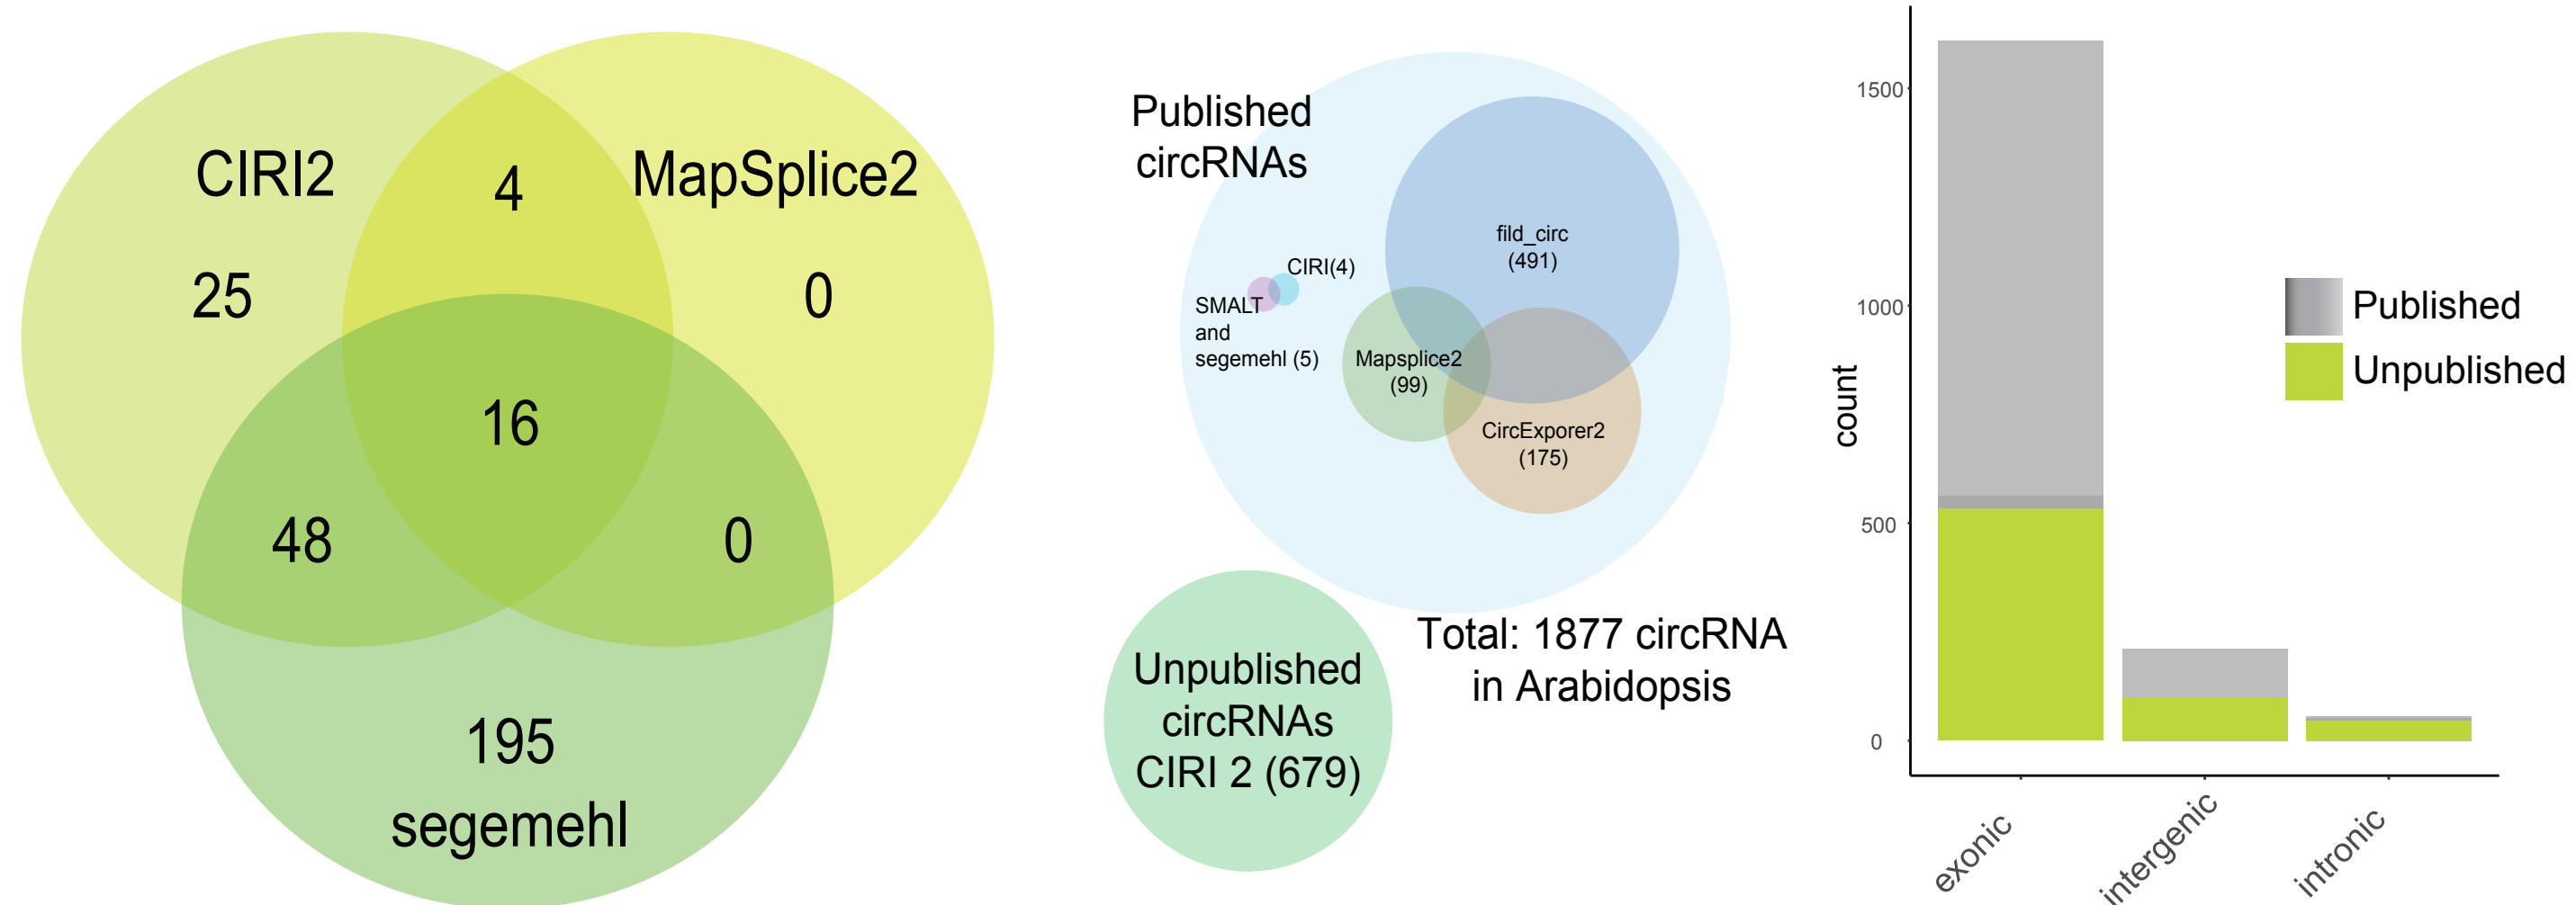 CIRI2
4
MapSplice2
25
0
16
48
0
195
segemehl
Published
circRNAs
fild_circ
(491)
CIRI(4)
SMALT
and
segemehl (5)
Mapsplice2
(99)
CircExporer2
(175)
Unpublished
circRNAs
CIRI 2 (679)
Total: 1877 circRNA
in Arabidopsis
count
1500
1000
500
0
exonic
intergenic
intronic
Published
Unpublished